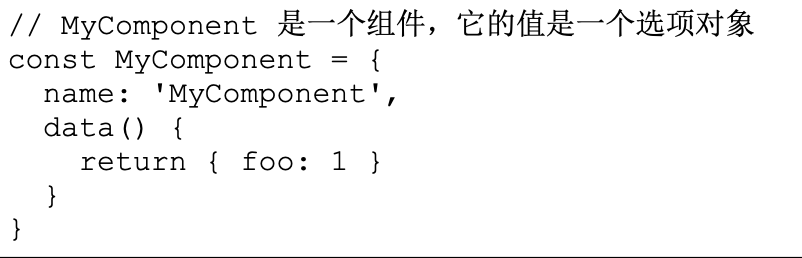 // MyComponent 是一个组件，它的值是一个选项对象
const MyComponent = {
  name: 'MyComponent',
  data() {
    return { foo: 1 }
  }
}